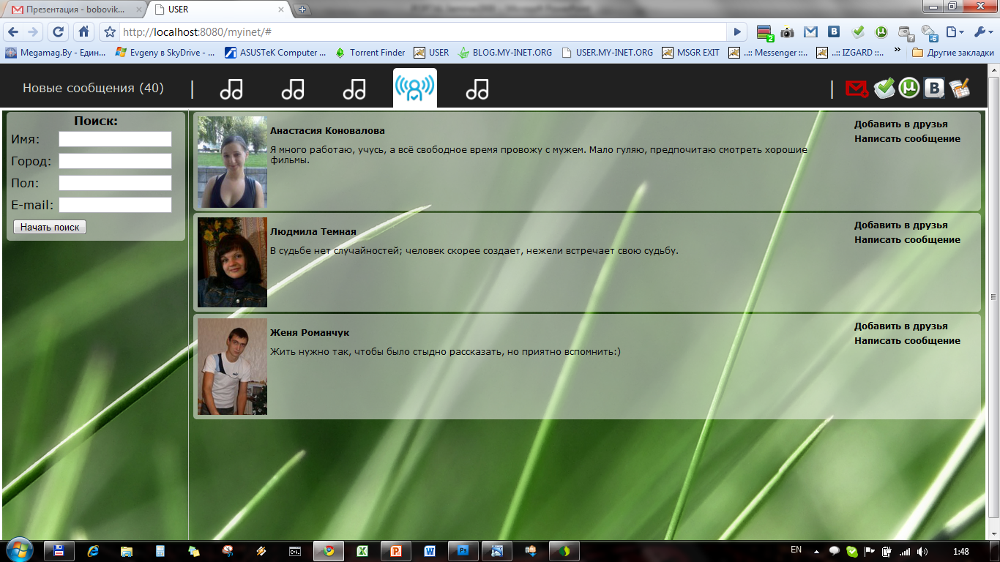 Презентация - bobovik...
USER
http://localhost:8080/myinet/#
2
?
-6
Megamag.By - Един...
Evgeny в SkyDrive - ...
ASUSTeK Computer ...
Torrent Finder
USER
BLOG.MY-INET.ORG
USER.MY-INET.ORG
MSGR EXIT
..:: Messenger ::..
..:: IZGARD ::..
»
Другие закладки
Новые сообщения (40)
|
|
Поиск:
Имя:
Город:
Пол:
E-mail:
Начать поиск
Анастасия Коновалова
Я много работаю, учусь, а всё свободное время провожу с мужем. Мало гуляю, предпочитаю смотреть хорошие
фильмы.
Добавить в друзья
Написать сообщение
Людмила Темная
В судьбе нет случайностей; человек скорее создает, нежели встречает свою судьбу.
Добавить в друзья
Написать сообщение
Женя Романчук
Жить нужно так, чтобы было стыдно рассказать, но приятно вспомнить:)
Добавить в друзья
Написать сообщение
EN
1:48